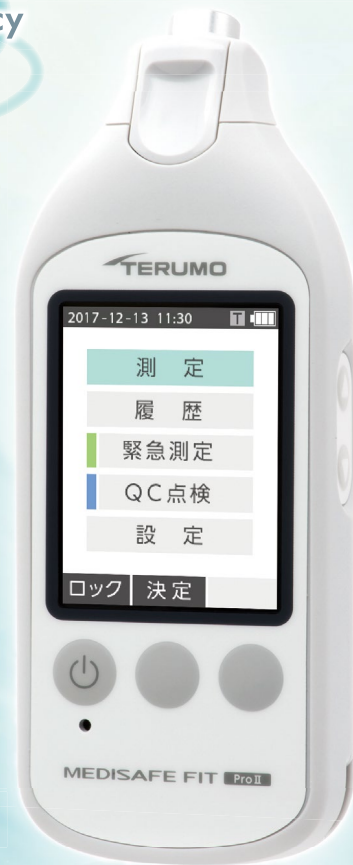 cy
TERUMO
2017-12-13 11:30 T
測 定
履 歴
緊急測定
QC点検
設 定
ロック 決定
MEDISAFE FIT Pro II